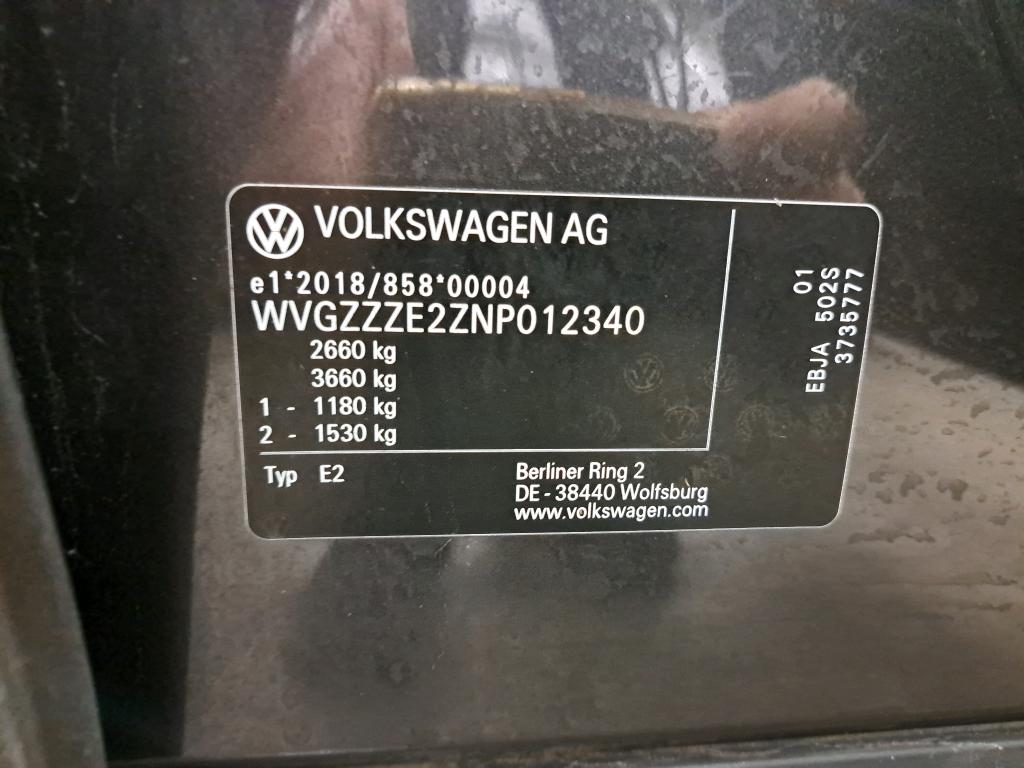 VOLKSWAGEN AG
e1*2018/858*00004
WVGZZZE2ZNP012340
2660 kg
3660 kg
1 - 1180 kg
2 - 1530 kg
Typ E2
Berliner Ring 2
DE - 38440 Wolfsburg
www.volkswagen.com
01
EBJA 502S
3735777